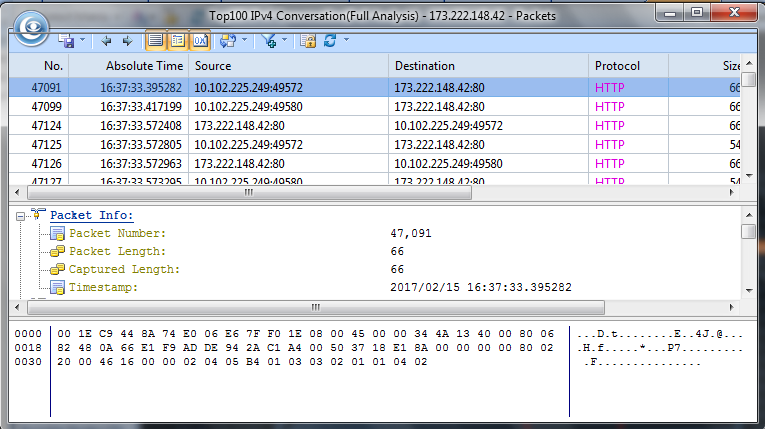 Top100 IPv4 Conversation(Full Analysis) - 173.222.148.42 - Packets
No. Absolute Time Source Destination Protocol Size
47091 16:37:33.395282 10.102.225.249:49572 173.222.148.42:80 HTTP 66
47099 16:37:33.417199 10.102.225.249:49580 173.222.148.42:80 HTTP 66
47124 16:37:33.572408 173.222.148.42:80 10.102.225.249:49572 HTTP 66
47125 16:37:33.572805 10.102.225.249:49572 173.222.148.42:80 HTTP 54
47126 16:37:33.572963 173.222.148.42:80 10.102.225.249:49580 HTTP 66
47127 16:37:33.573295 10.102.225.249:49580 173.222.148.42:80 HTTP 54
Packet Info:
Packet Number: 47,091
Packet Length: 66
Captured Length: 66
Timestamp: 2017/02/15 16:37:33.395282
0000 00 1E C9 44 8A 74 E0 06 E6 7F F0 1E 08 00 45 00 00 34 4A 13 40 00 80 06 ...D.t........E..4J.@...
0018 82 48 0A 66 E1 F9 AD DE 94 2A C1 A4 00 50 37 18 E1 8A 00 00 00 00 80 02 .H.f.....*...P7.........
0030 20 00 46 16 00 00 02 04 05 B4 01 03 03 02 01 01 04 02 .F...............